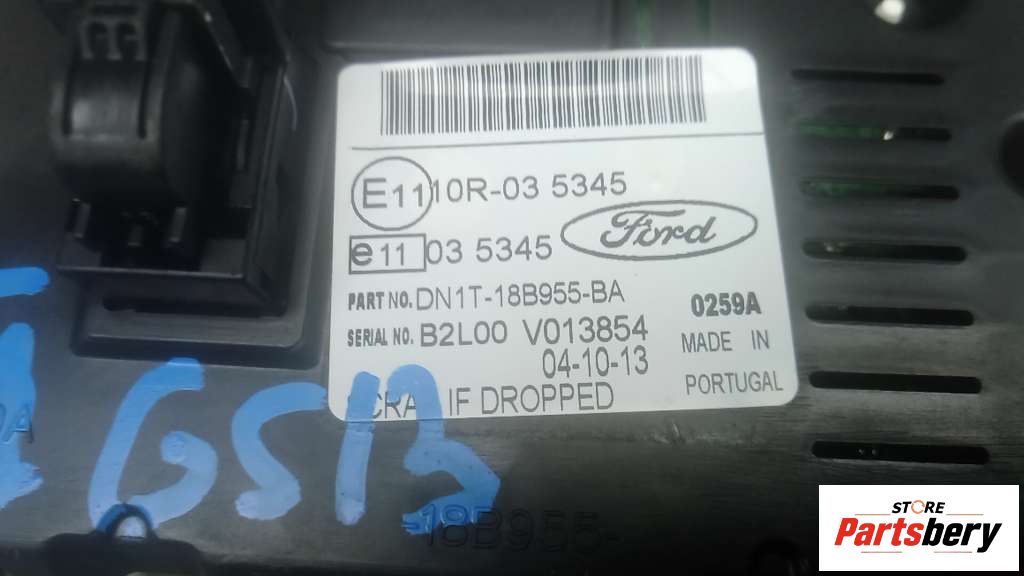 E11 10R-03 5345
Ford
e11 03 5345
PART NO. DN1T-18B955-BA
0259A
SERIAL NO. B2L00 V013854
04-10-13
MADE IN
PORTUGAL
IF DROPPED
-18B955-
STORE
Partsbery